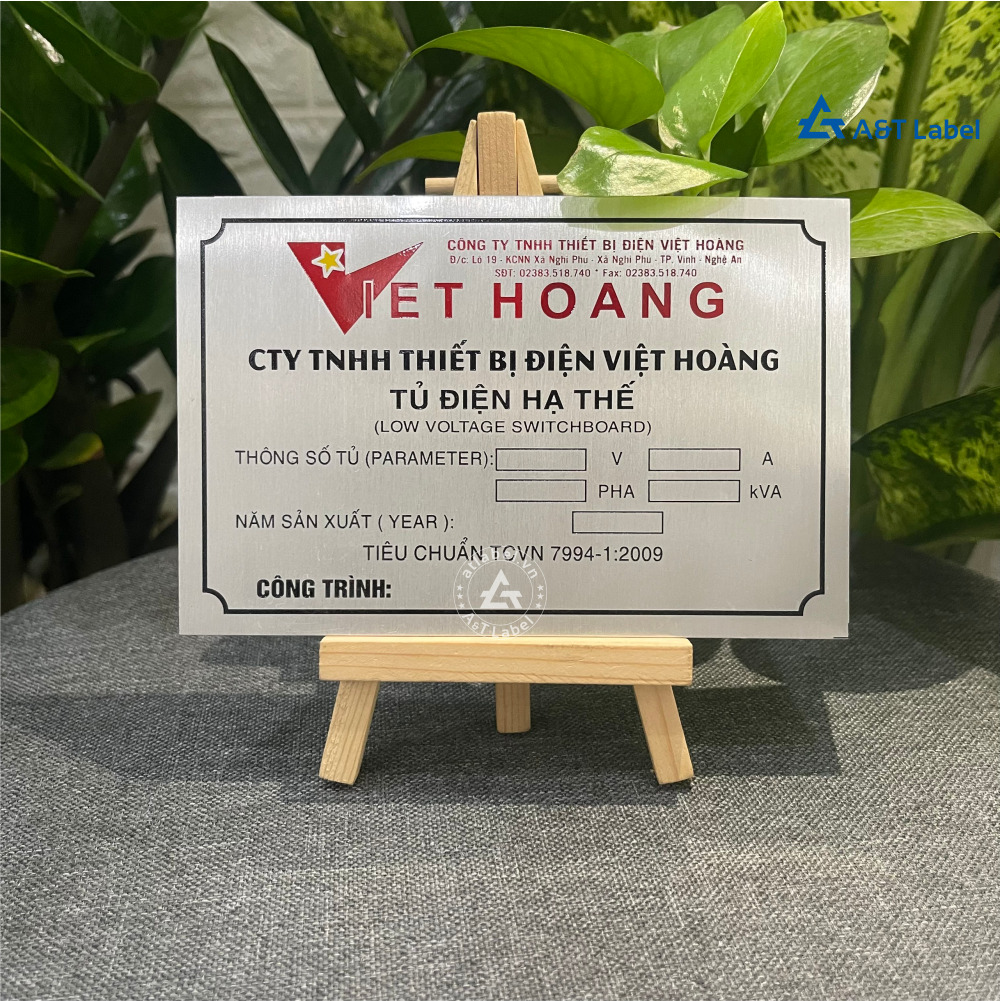 A&T Label
CÔNG TY TNHH THIẾT BỊ ĐIỆN VIỆT HOÀNG
Đ/c: Lô 19 - KCNN Xã Nghi Phú - Xã Nghi Phú - TP. Vinh - Nghệ An
SĐT: 02383.518.740 * Fax: 02383.518.740
VIET HOANG
CTY TNHH THIẾT BỊ ĐIỆN VIỆT HOÀNG
TỦ ĐIỆN HẠ THẾ
(LOW VOLTAGE SWITCHBOARD)
THÔNG SỐ TỦ (PARAMETER): V A
PHA kVA
NĂM SẢN XUẤT ( YEAR ):
TIÊU CHUẨN TCVN 7994-1:2009
CÔNG TRÌNH:
atlabel.vn
A&T Label